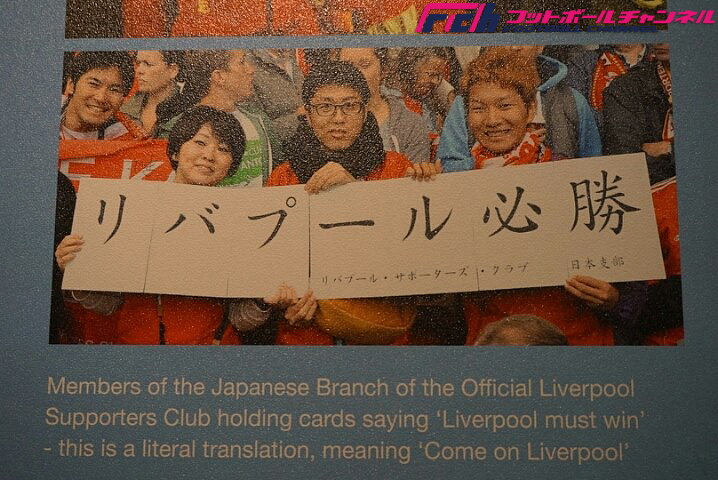 フットボールチャンネル
リバプール必勝
リバプール・サポーターズ・クラブ 日本支部
Members of the Japanese Branch of the Official Liverpool
Supporters Club holding cards saying ‘Liverpool must win’
- this is a literal translation, meaning ‘Come on Liverpool’